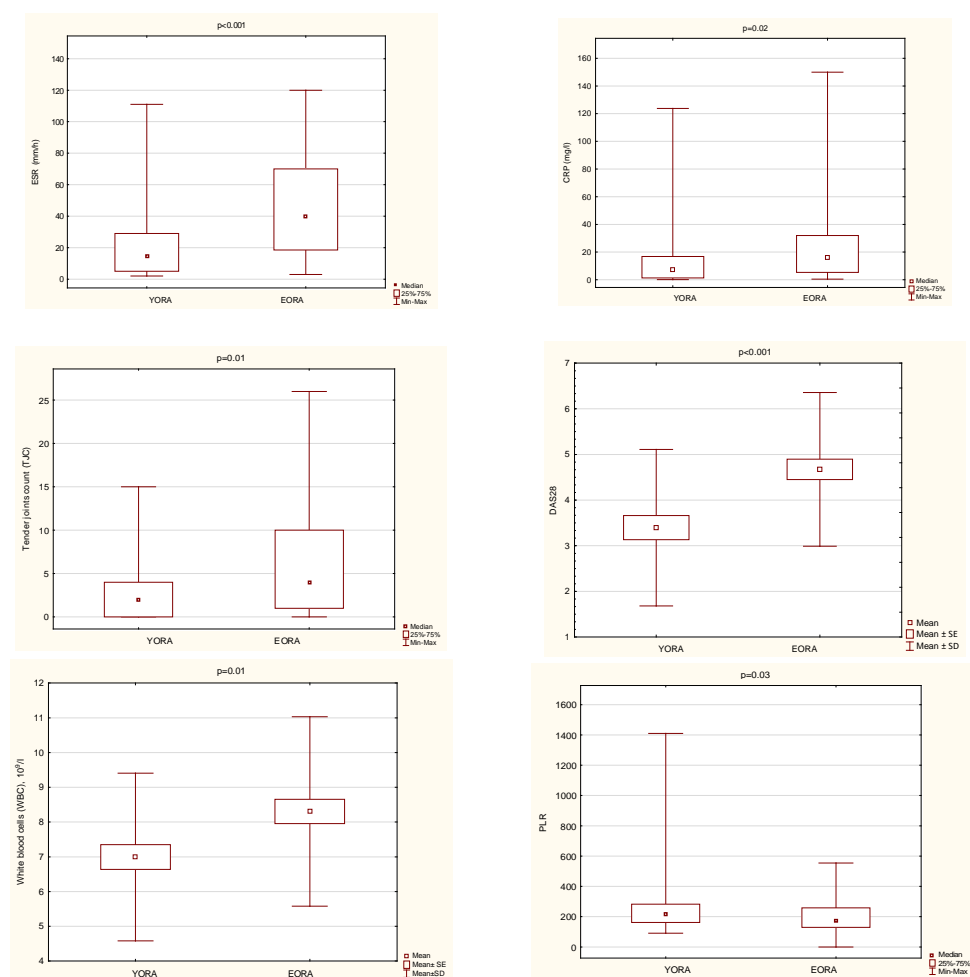 p<0.001
ESR (mm/h)
140
120
100
80
60
40
20
0
YORA EORA
Median
25%-75%
Min-Max
p=0.02
CRP (mg/l)
160
140
120
100
80
60
40
20
0
YORA EORA
Median
25%-75%
Min-Max
p=0.01
Tender joints count (TJC)
25
20
15
10
5
0
YORA EORA
Median
25%-75%
Min-Max
p<0.001
DAS28
7
6
5
4
3
2
1
YORA EORA
Mean
Mean ± SE
Mean ± SD
p=0.01
White blood cells (WBC), 10⁹/l
12
11
10
9
8
7
6
5
4
YORA EORA
Mean
Mean± SE
Mean±SD
p=0.03
PLR
1600
1400
1200
1000
800
600
400
200
0
YORA EORA
Median
25%-75%
Min-Max